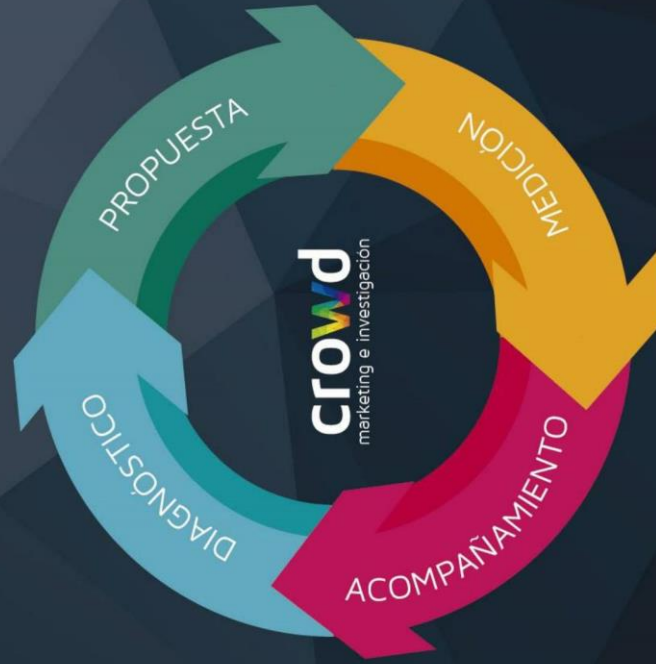 PROPUESTA
MEDICIÓN
ACOMPAÑAMIENTO
DIAGNÓSTICO
crowd
marketing e investigación